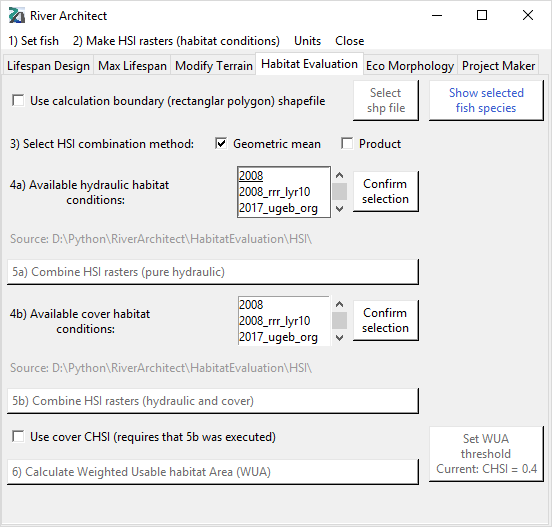 River Architect
1) Set fish 2) Make HSI rasters (habitat conditions) Units Close
Lifespan Design Max Lifespan Modify Terrain Habitat Evaluation Eco Morphology Project Maker
Use calculation boundary (rectanglar polygon) shapefile
Select
shp file
Show selected
fish species
3) Select HSI combination method: Geometric mean Product
4a) Available hydraulic habitat
conditions:
2008
2008_rrr_lyr10
2017_ugeb_org
Confirm
selection
Source: D:\Python\RiverArchitect\HabitatEvaluation\HSI\
5a) Combine HSI rasters (pure hydraulic)
4b) Available cover habitat
conditions:
2008
2008_rrr_lyr10
2017_ugeb_org
Confirm
selection
Source: D:\Python\RiverArchitect\HabitatEvaluation\HSI\
5b) Combine HSI rasters (hydraulic and cover)
Use cover CHSI (requires that 5b was executed)
6) Calculate Weighted Usable habitat Area (WUA)
Set WUA
threshold
Current: CHSI = 0.4